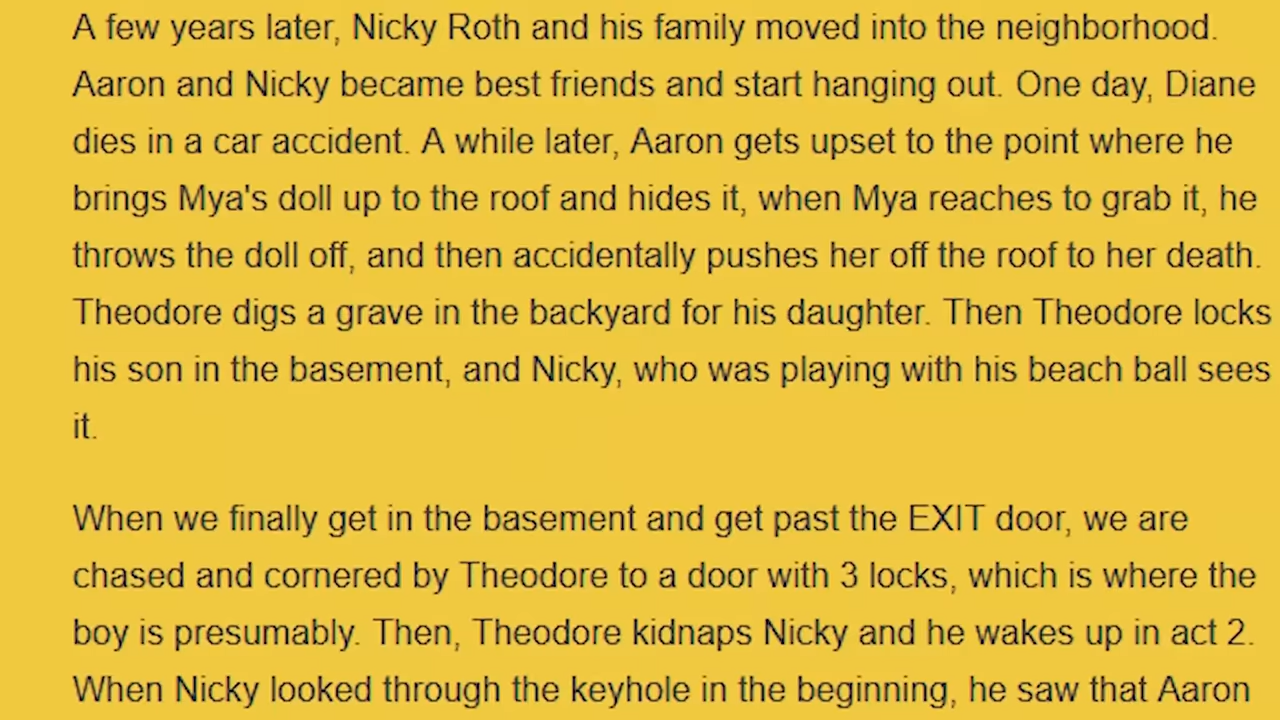 A few years later, Nicky Roth and his family moved into the neighborhood.
Aaron and Nicky became best friends and start hanging out. One day, Diane
dies in a car accident. A while later, Aaron gets upset to the point where he
brings Mya's doll up to the roof and hides it, when Mya reaches to grab it, he
throws the doll off, and then accidentally pushes her off the roof to her death.
Theodore digs a grave in the backyard for his daughter. Then Theodore locks
his son in the basement, and Nicky, who was playing with his beach ball sees
it.
When we finally get in the basement and get past the EXIT door, we are
chased and cornered by Theodore to a door with 3 locks, which is where the
boy is presumably. Then, Theodore kidnaps Nicky and he wakes up in act 2.
When Nicky looked through the keyhole in the beginning, he saw that Aaron